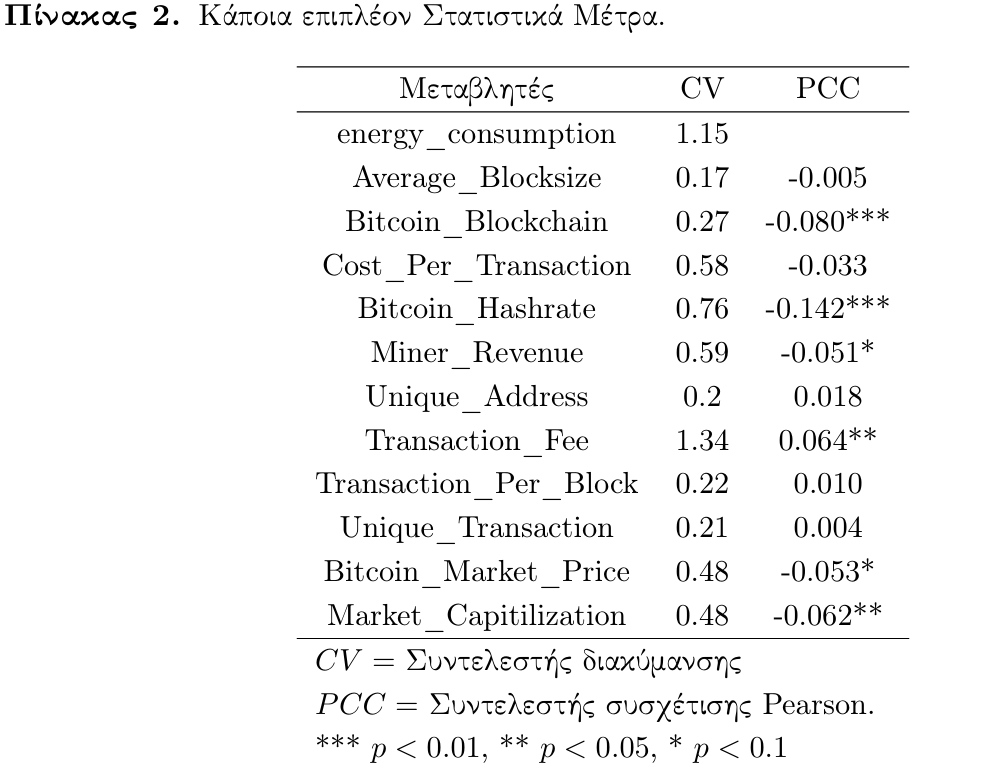 Πίνακας 2. Κάποια επιπλέον Στατιστικά Μέτρα.
Μεταβλητές CV PCC
energy_consumption 1.15
Average_Blocksize 0.17 -0.005
Bitcoin_Blockchain 0.27 -0.080***
Cost_Per_Transaction 0.58 -0.033
Bitcoin_Hashrate 0.76 -0.142***
Miner_Revenue 0.59 -0.051*
Unique_Address 0.2 0.018
Transaction_Fee 1.34 0.064**
Transaction_Per_Block 0.22 0.010
Unique_Transaction 0.21 0.004
Bitcoin_Market_Price 0.48 -0.053*
Market_Capitilization 0.48 -0.062**
CV = Συντελεστής διακύμανσης
PCC = Συντελεστής συσχέτισης Pearson.
*** p < 0.01, ** p < 0.05, * p < 0.1